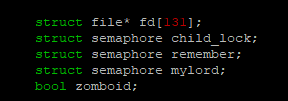 struct file* fd[131];
struct semaphore child_lock;
struct semaphore remember;
struct semaphore mylord;
bool zomboid;